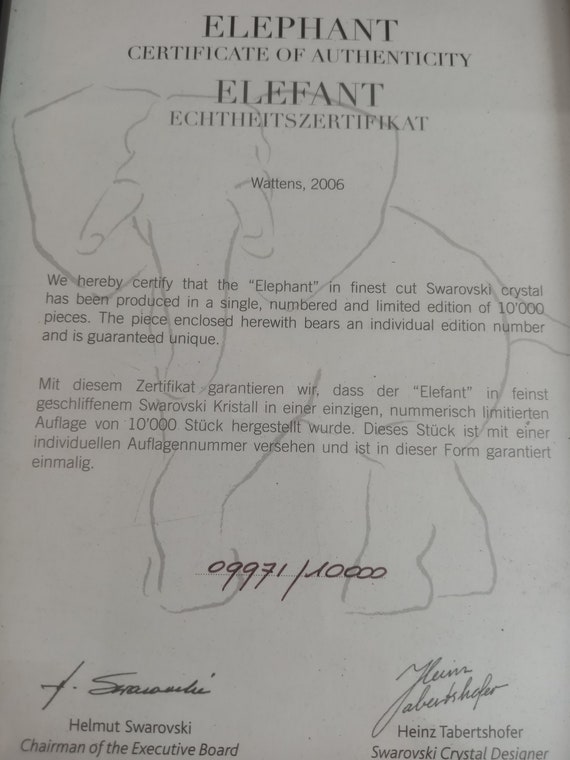 ELEPHANT
CERTIFICATE OF AUTHENTICITY
ELEFANT
ECHTHEITSZERTIFIKAT
Wattens, 2006
We hereby certify that the “Elephant” in finest cut Swarovski crystal
has been produced in a single, numbered and limited edition of 10'000
pieces. The piece enclosed herewith bears an individual edition number
and is guaranteed unique.
Mit diesem Zertifikat garantieren wir, dass der “Elefant” in feinst
geschliffenem Swarovski Kristall in einer einzigen, nummerisch limitierten
Auflage von 10'000 Stück hergestellt wurde. Dieses Stück ist mit einer
individuellen Auflagennummer versehen und ist in dieser Form garantiert
einmalig.
09971/10000
H. Swarovski
Heinz
Tabertshofer
Helmut Swarovski
Chairman of the Executive Board
Heinz Tabertshofer
Swarovski Crystal Designer